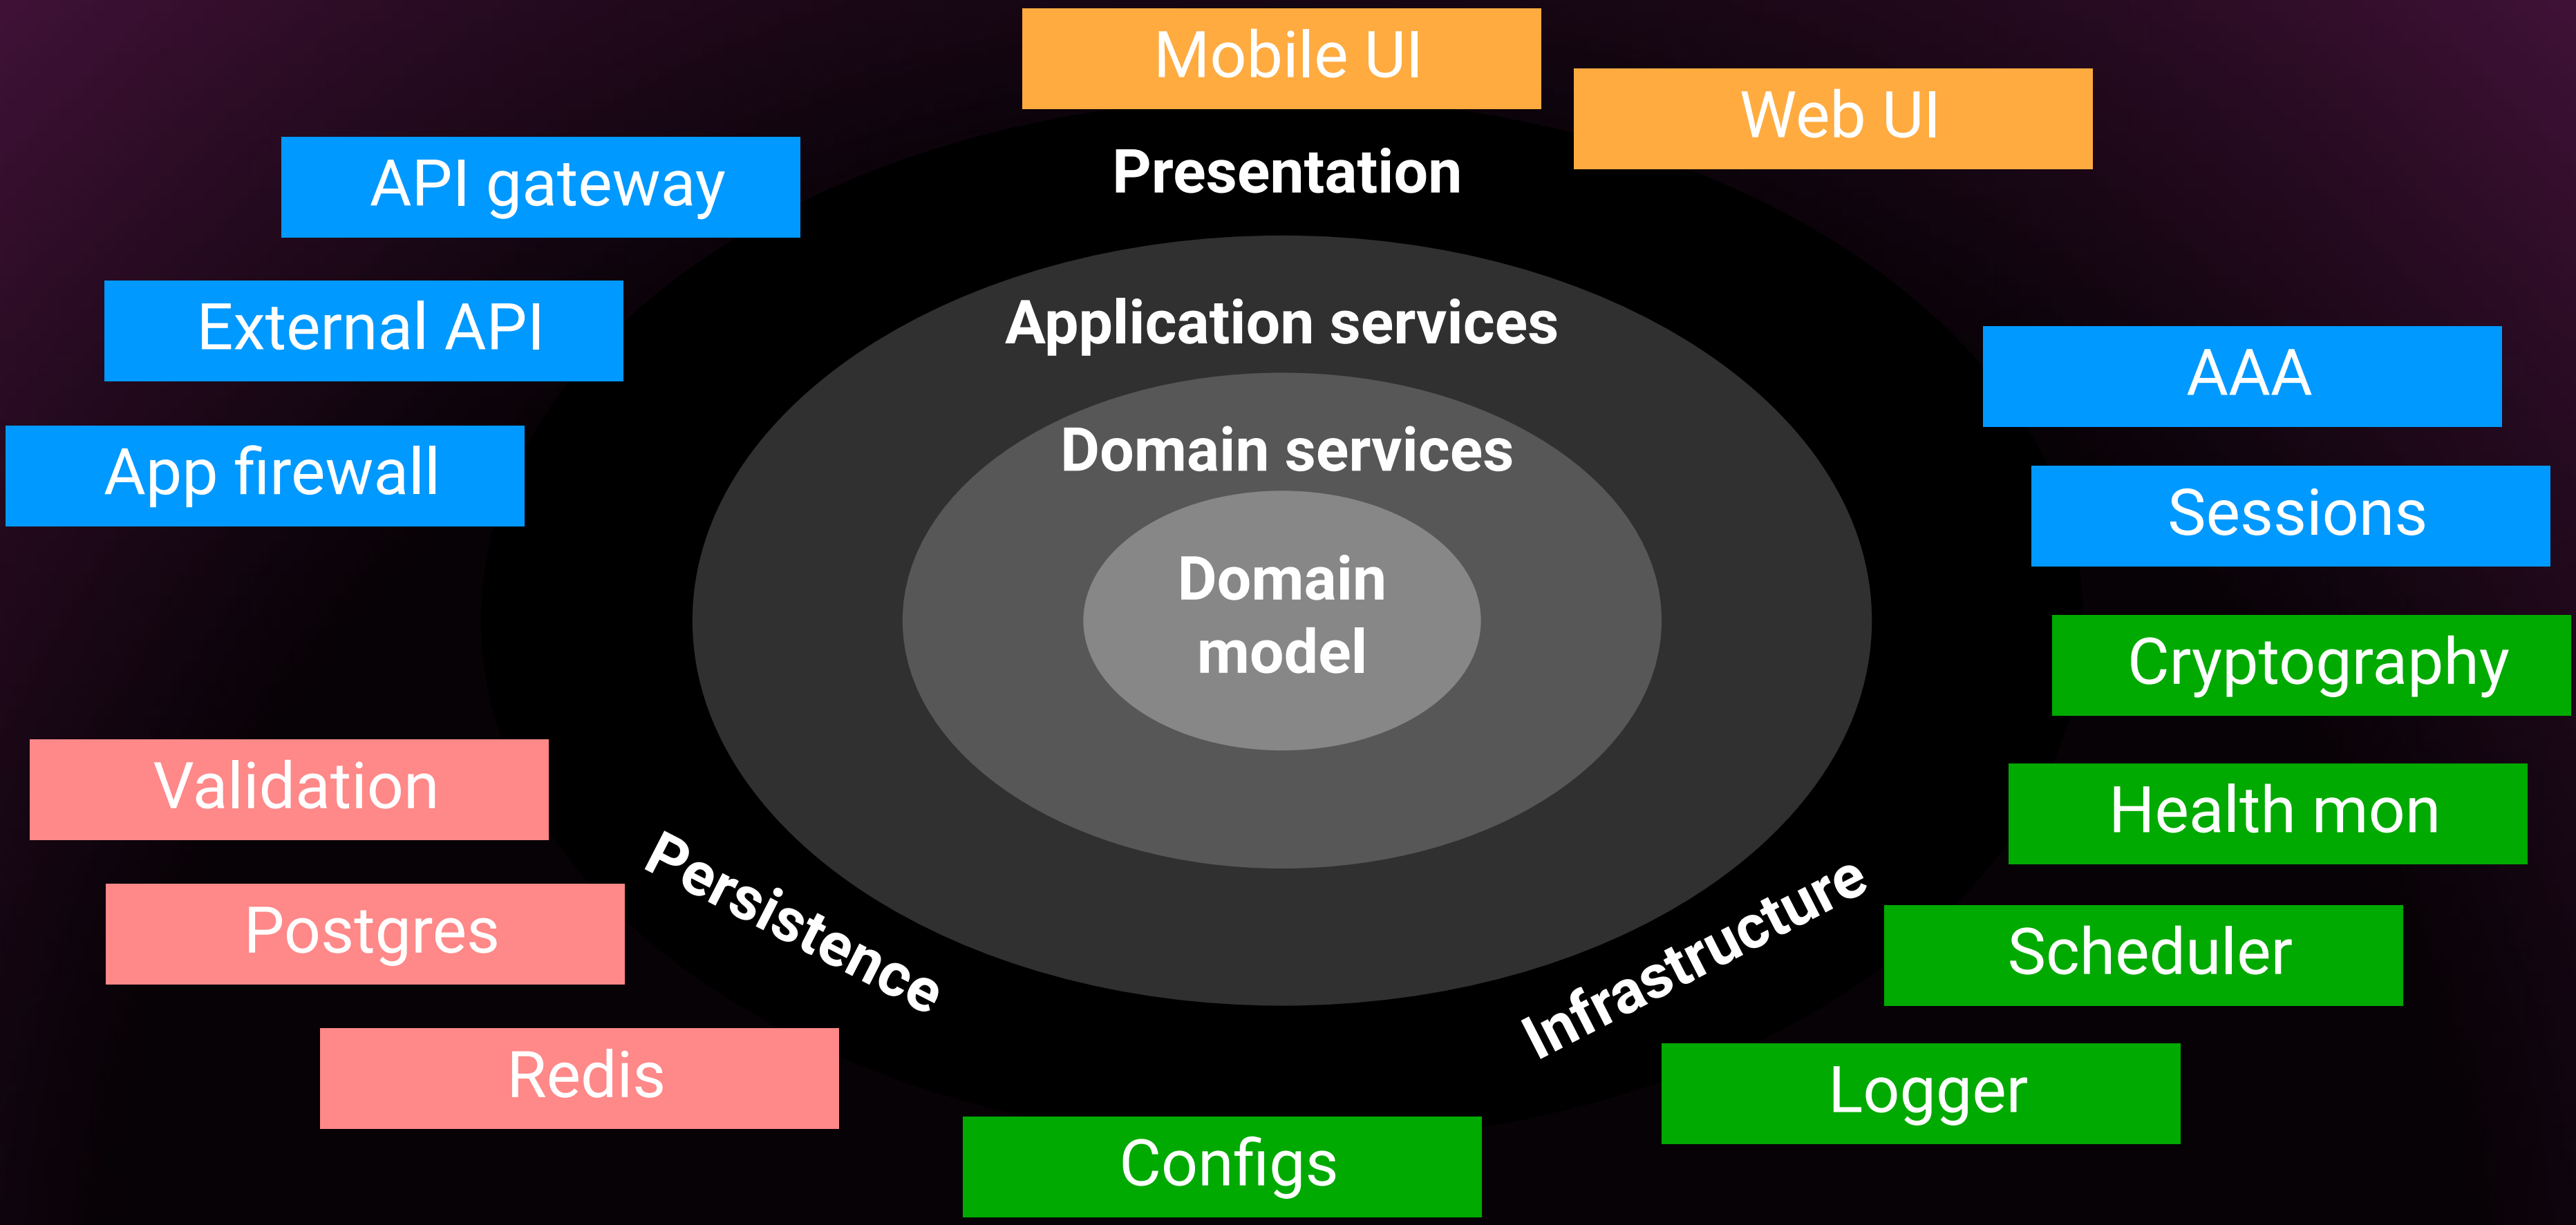 Mobile UI
Web UI
Presentation
API gateway
External API
Application services
AAA
App firewall
Domain services
Sessions
Domain
model
Cryptography
Validation
Health mon
Persistence
Infrastructure
Postgres
Scheduler
Redis
Logger
Configs